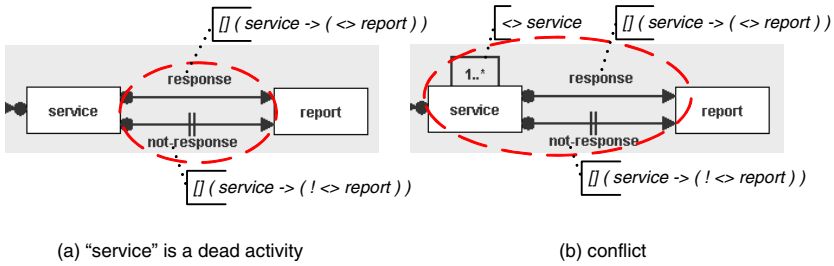 [] ( service -> ( <> report ) )
response
service
report
not-response
[] ( service -> ( ! <> report ) )
(a) “service” is a dead activity
<> service
[] ( service -> ( <> report ) )
1..*
response
service
report
not-response
[] ( service -> ( ! <> report ) )
(b) conflict